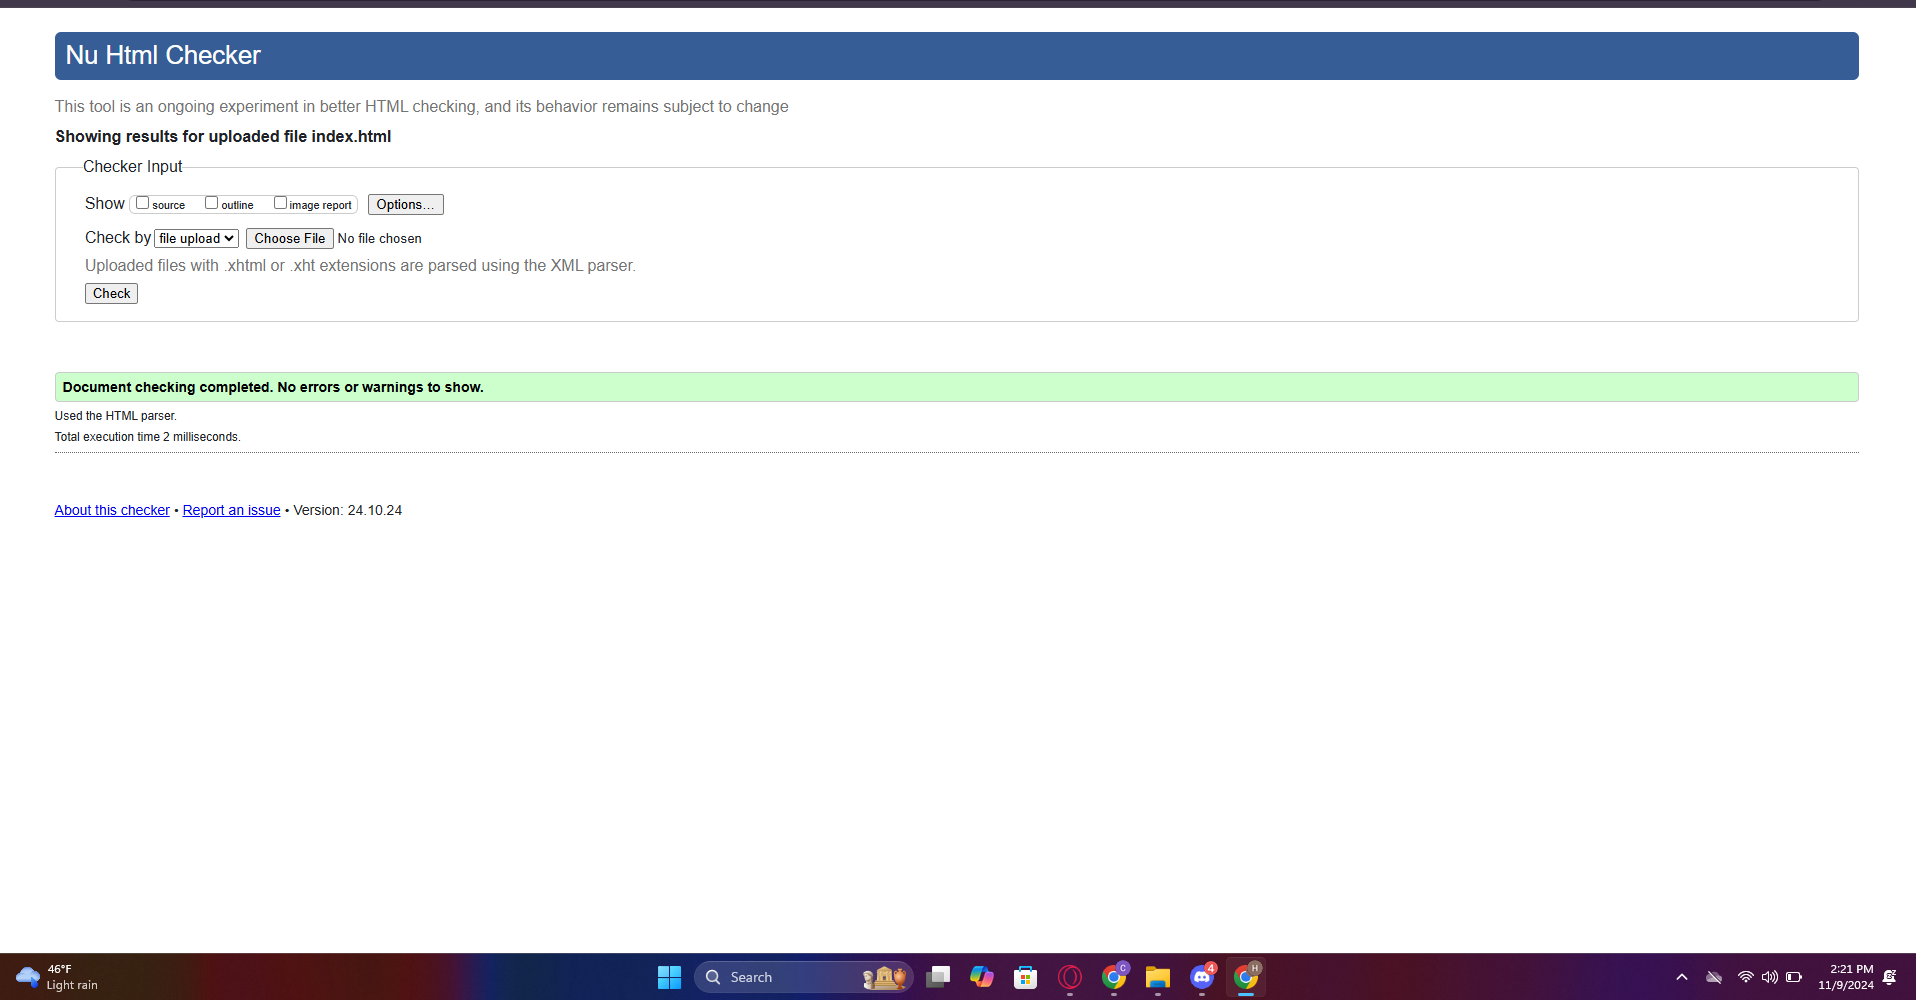 Nu Html Checker
This tool is an ongoing experiment in better HTML checking, and its behavior remains subject to change
Showing results for uploaded file index.html
Checker Input
Show source outline image report Options...
Check by file upload Choose File No file chosen
Uploaded files with .xhtml or .xht extensions are parsed using the XML parser.
Check
Document checking completed. No errors or warnings to show.
Used the HTML parser.
Total execution time 2 milliseconds.
About this checker • Report an issue • Version: 24.10.24
46°F
Light rain
Search
C
4
H
2:21 PM
11/9/2024